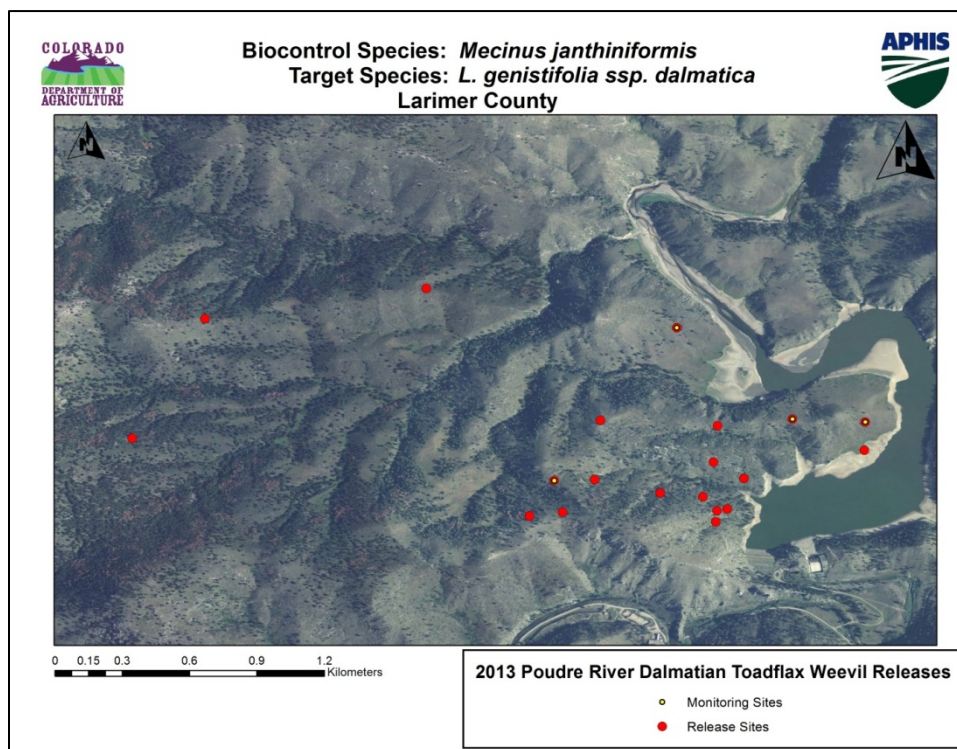 COLORADO
DEPARTMENT OF
AGRICULTURE
Biocontrol Species: Mecinus janthiniformis
Target Species: L. genistifolia ssp. dalmatica
Larimer County
APHIS
N
N
0 0.15 0.3 0.6 0.9 1.2
Kilometers
2013 Poudre River Dalmatian Toadflax Weevil Releases
Monitoring Sites
Release Sites